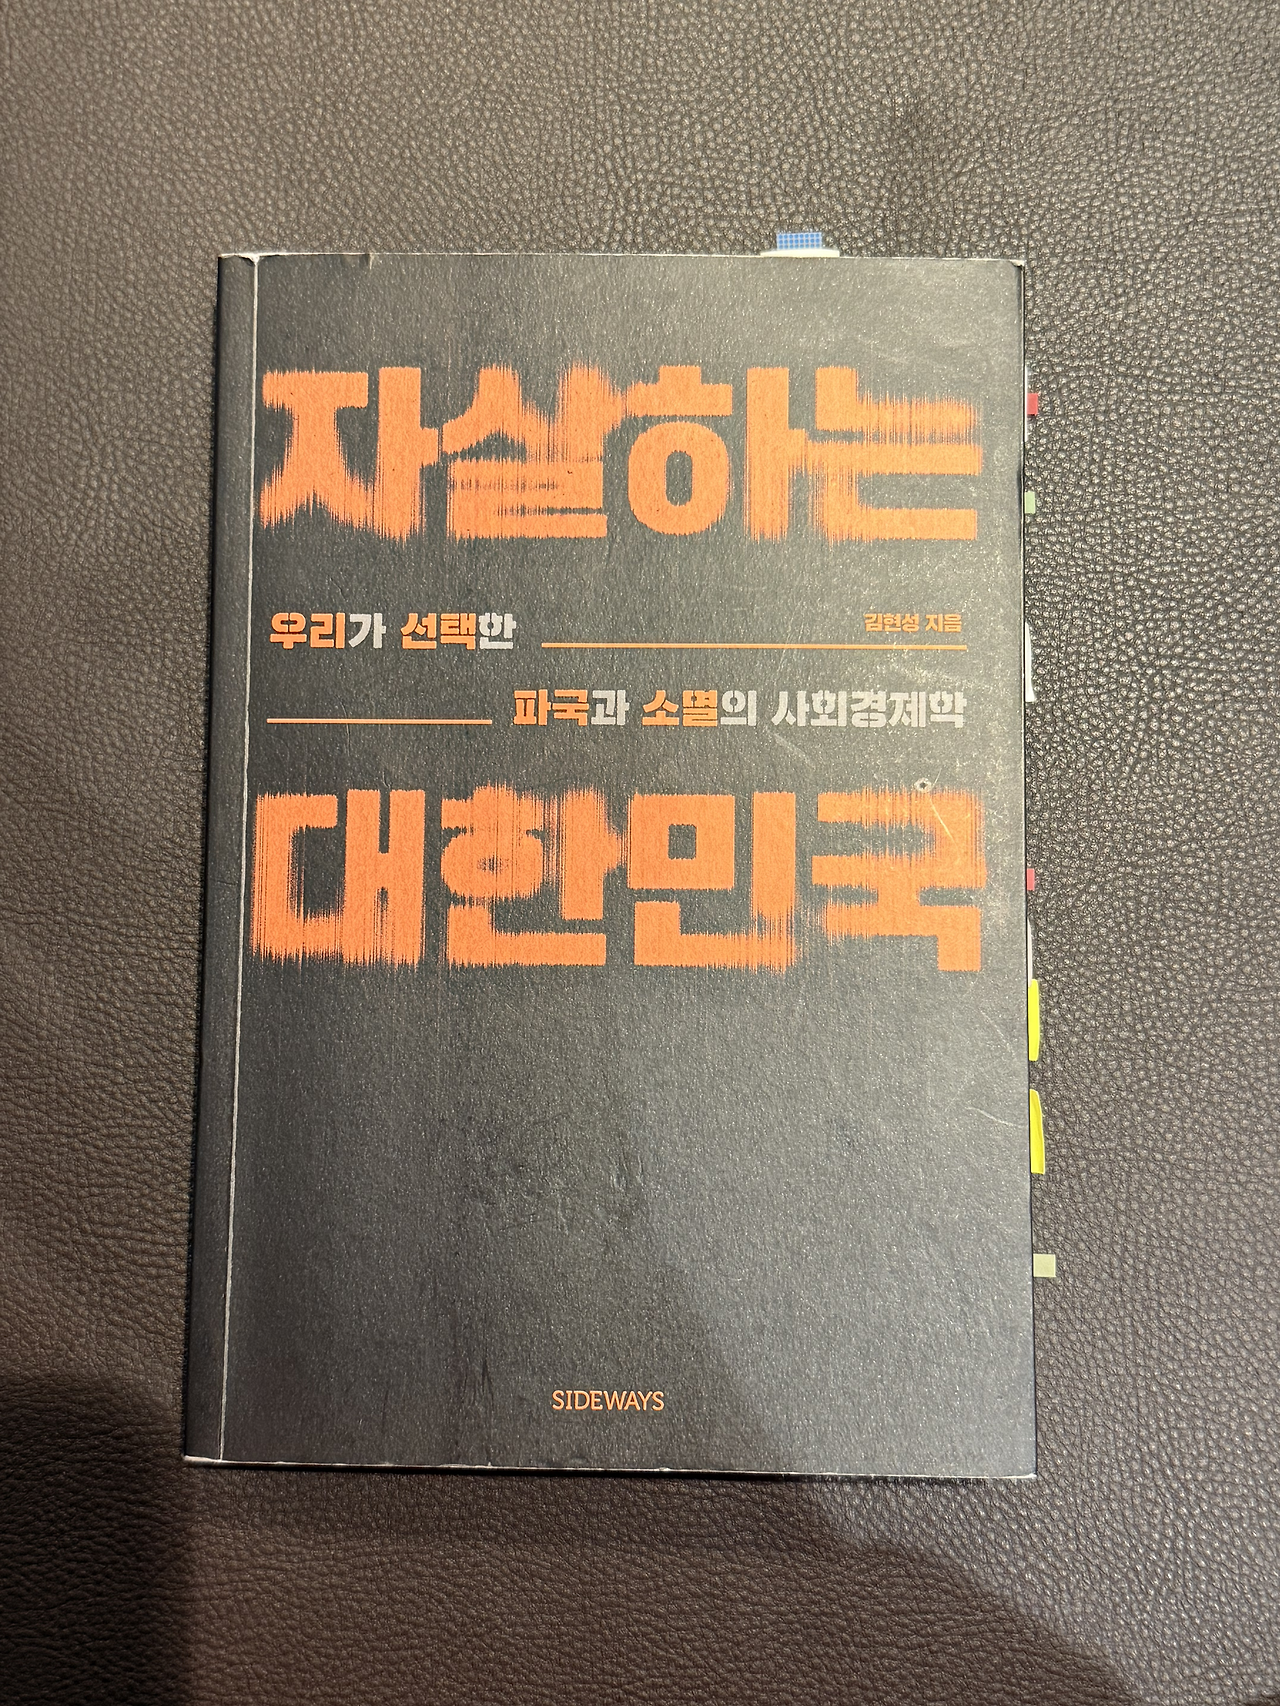 자살하는
우리가 선택한
김현성 지음
파국과 소멸의 사회경제학
대한민국
SIDEWAYS